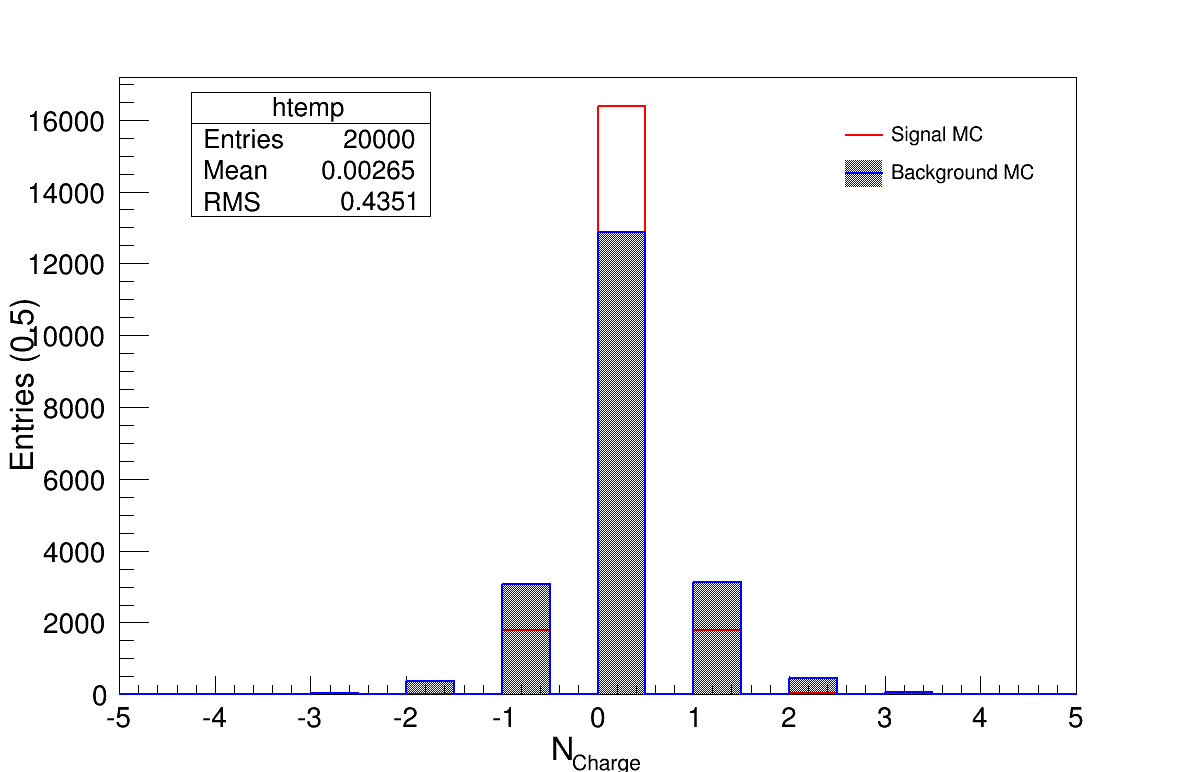 htemp
Entries 20000
Mean 0.00265
RMS 0.4351
Signal MC
Background MC
Entries (0.5)
16000
14000
12000
10000
8000
6000
4000
2000
0
-5 -4 -3 -2 -1 0 1 2 3 4 5
N_Charge